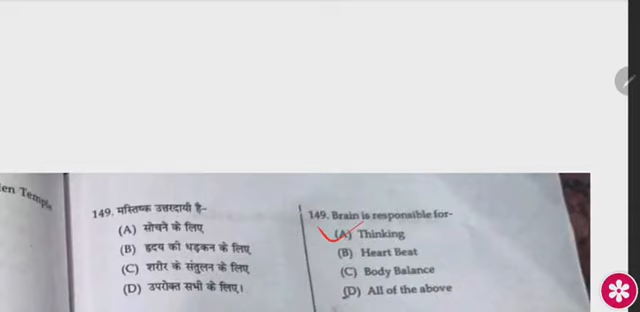 en Temple
149. मस्तिष्क उत्तरदायी है-
(A) सोचने के लिए
(B) हृदय की धड़कन के लिए
(C) शरीर के संतुलन के लिए
(D) उपरोक्त सभी के लिए।
149. Brain is responsible for-
(A) Thinking
(B) Heart Beat
(C) Body Balance
(D) All of the above